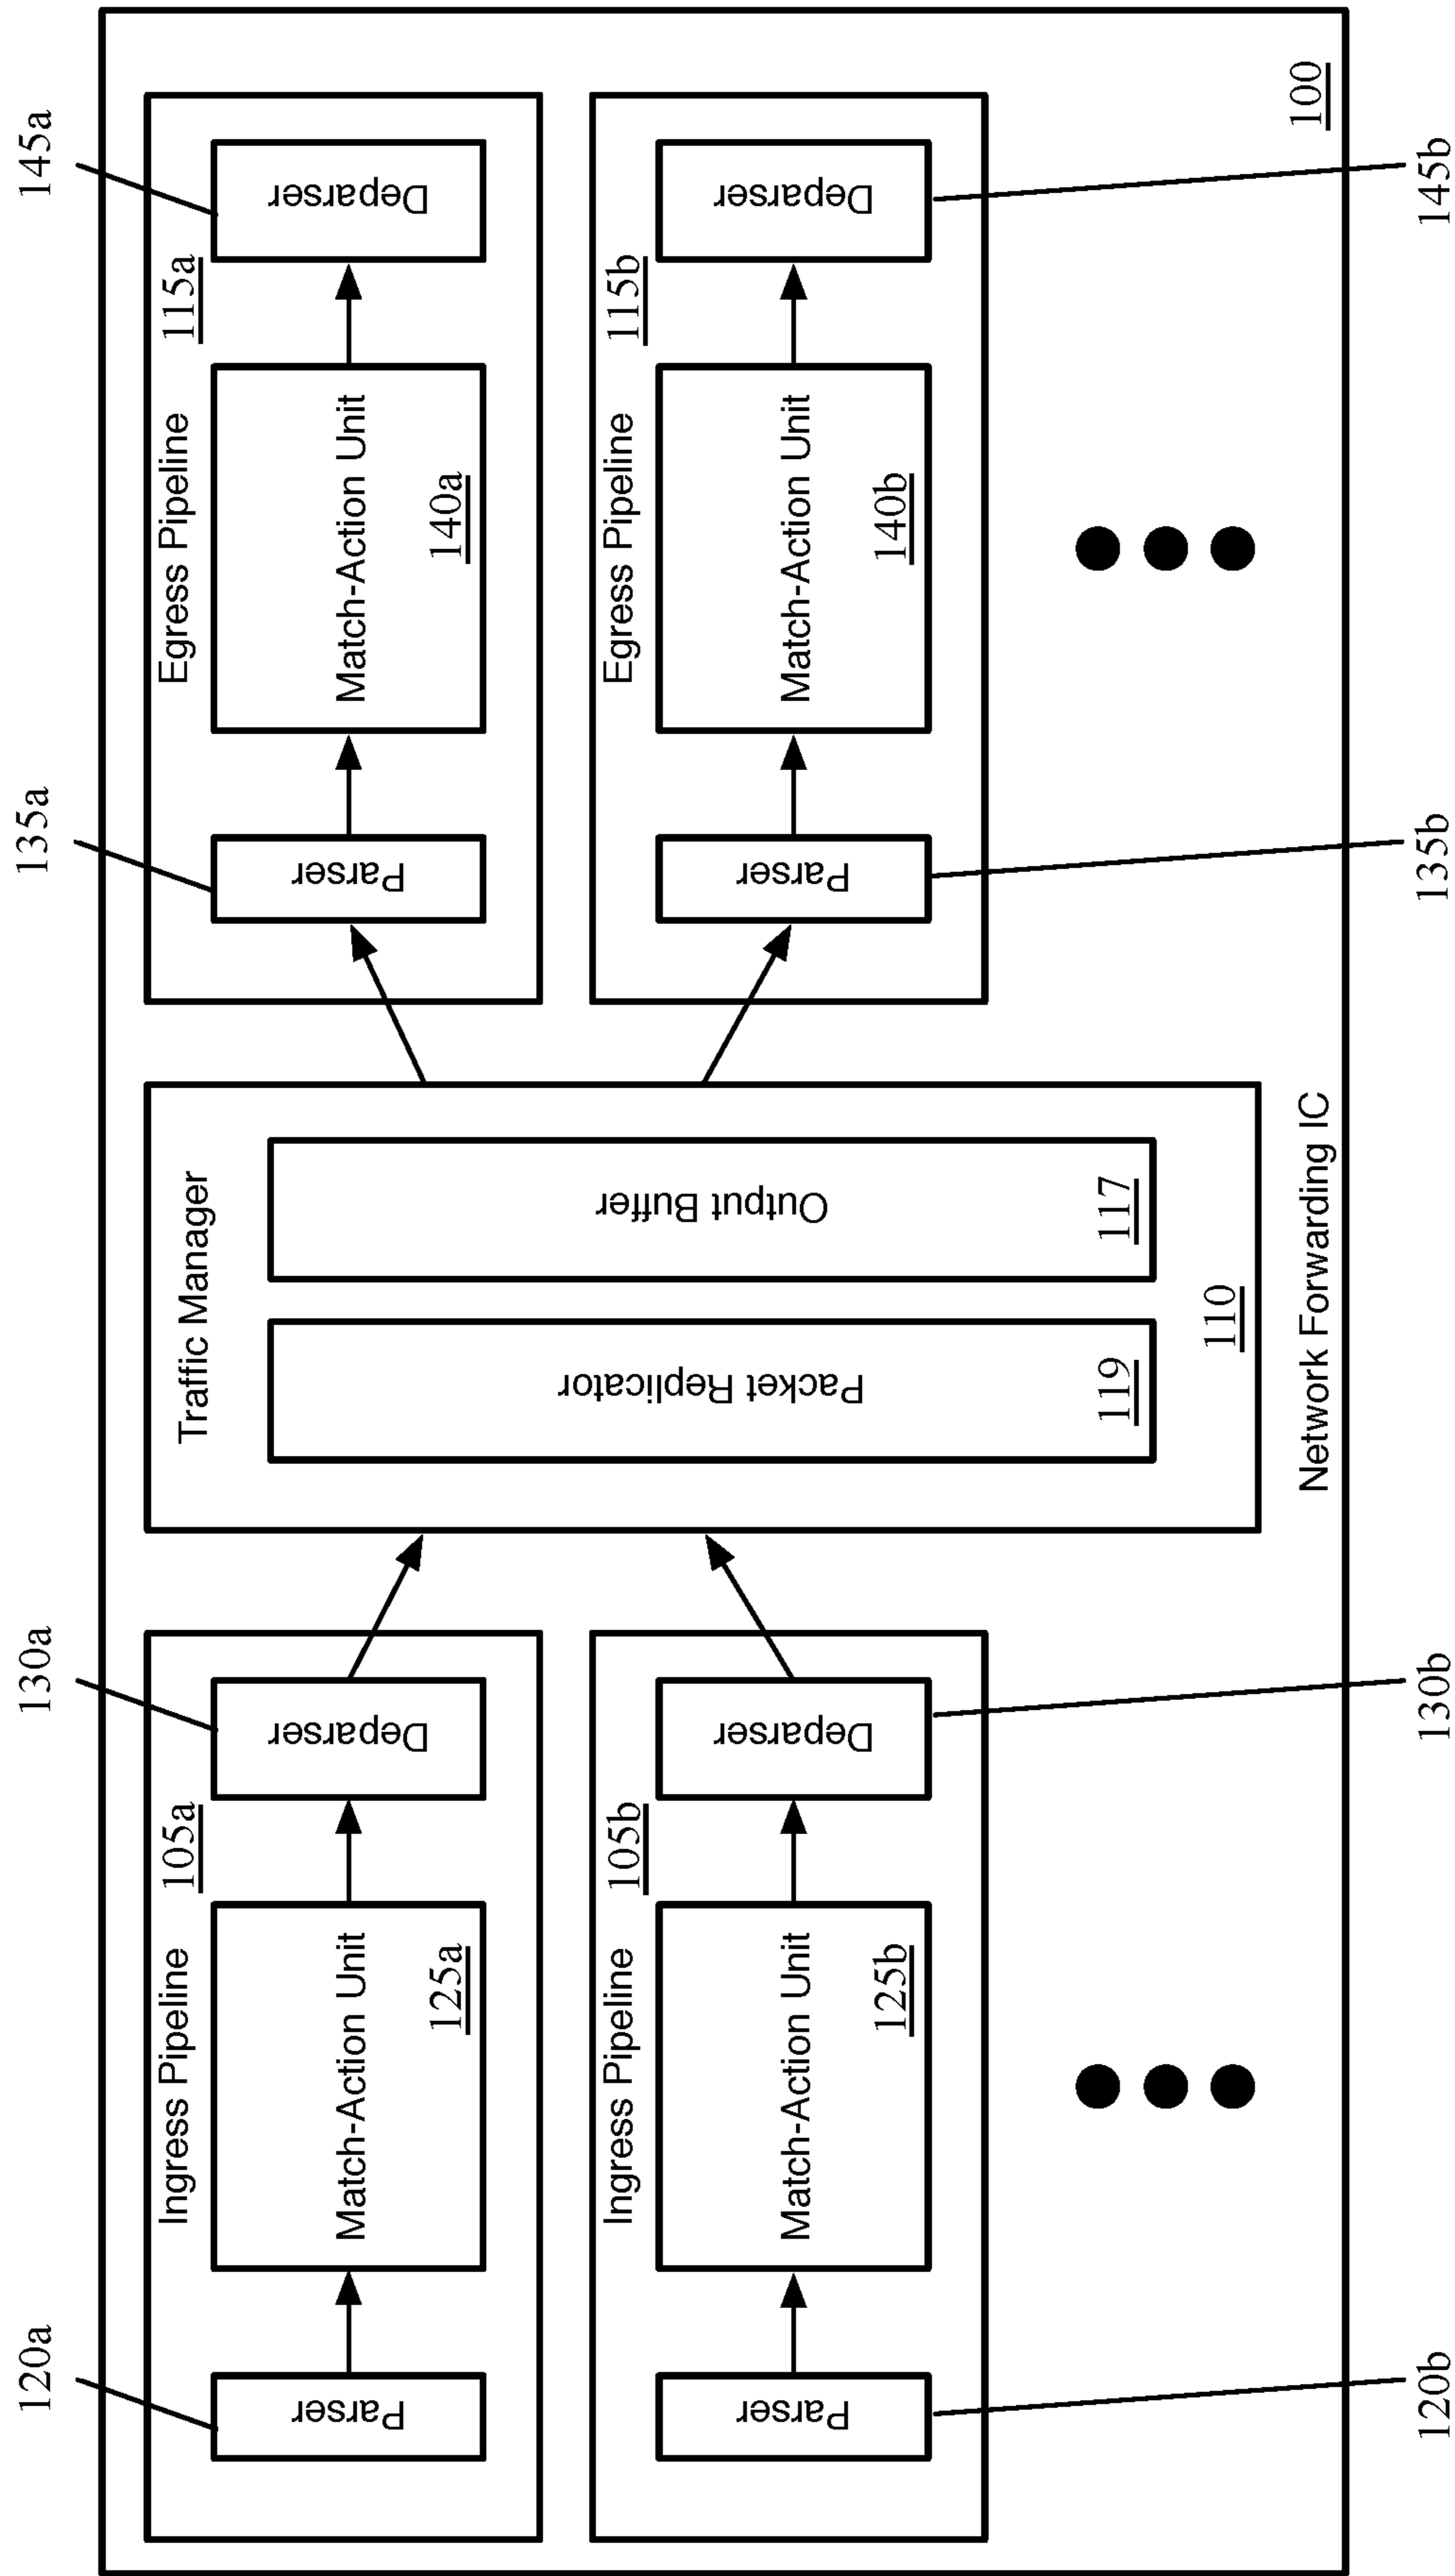 120a
130a
135a
145a
Ingress Pipeline
105a
Parser
Match-Action Unit
125a
Deparser
Traffic Manager
Packet Replicator
119
Output Buffer
117
110
Egress Pipeline
115a
Parser
Match-Action Unit
140a
Deparser
Ingress Pipeline
105b
Parser
Match-Action Unit
125b
Deparser
Egress Pipeline
115b
Parser
Match-Action Unit
140b
Deparser
Network Forwarding IC
100
120b
130b
135b
145b